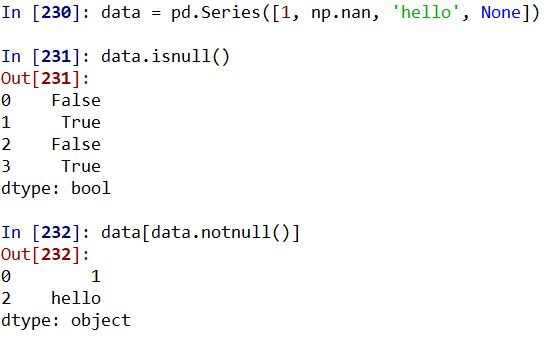 In [230]: data = pd.Series([1, np.nan, 'hello', None])
In [231]: data.isnull()
Out[231]:
0    False
1     True
2    False
3     True
dtype: bool
In [232]: data[data.notnull()]
Out[232]:
0        1
2    hello
dtype: object